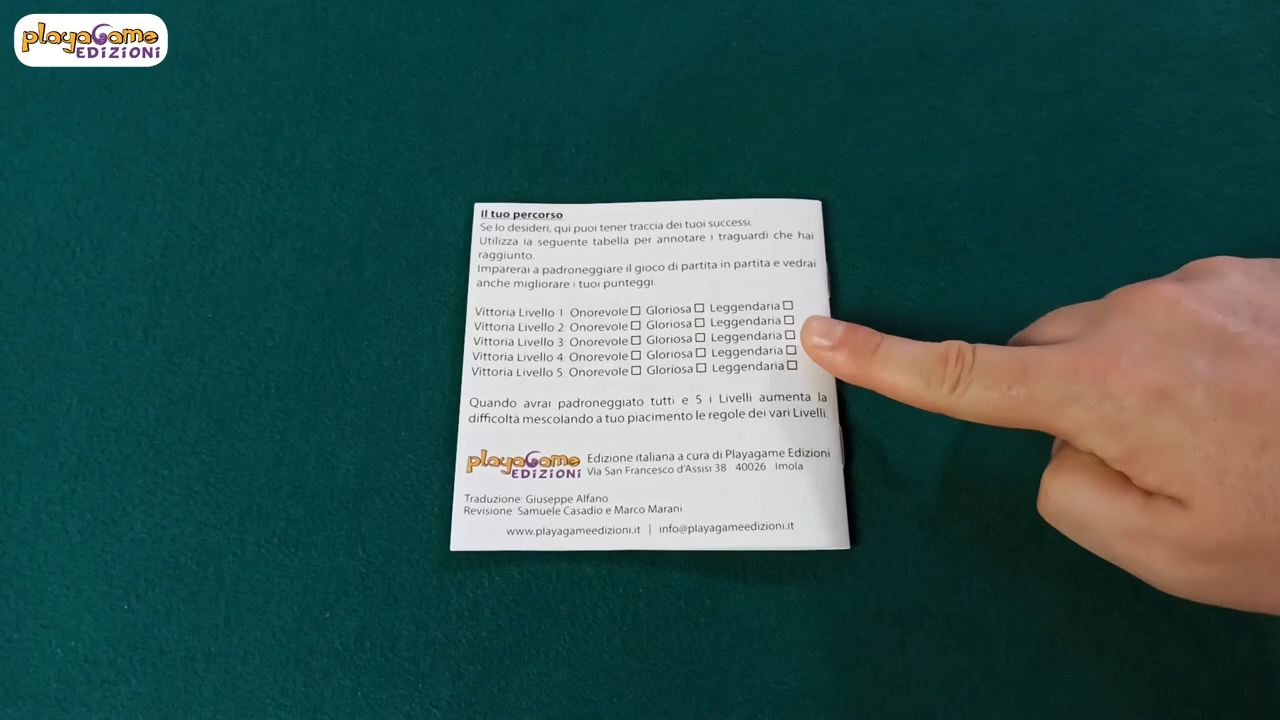 playaGame
EDIZIONI
Il tuo percorso
Se lo desideri, qui puoi tener traccia dei tuoi successi.
Utilizza la seguente tabella per annotare i traguardi che hai
raggiunto.
Imparerai a padroneggiare il gioco di partita in partita e vedrai
anche migliorare i tuoi punteggi.
Vittoria Livello 1: Onorevole □ Gloriosa □ Leggendaria □
Vittoria Livello 2: Onorevole □ Gloriosa □ Leggendaria □
Vittoria Livello 3: Onorevole □ Gloriosa □ Leggendaria □
Vittoria Livello 4: Onorevole □ Gloriosa □ Leggendaria □
Vittoria Livello 5: Onorevole □ Gloriosa □ Leggendaria □
Quando avrai padroneggiato tutti e 5 i Livelli aumenta la
difficoltà mescolando a tuo piacimento le regole dei vari Livelli.
playaGame
EDIZIONI
Edizione italiana a cura di Playagame Edizioni
Via San Francesco d'Assisi 38 40026 Imola
Traduzione: Giuseppe Alfano
Revisione: Samuele Casadio e Marco Marani
www.playagameedizioni.it | info@playagameedizioni.it